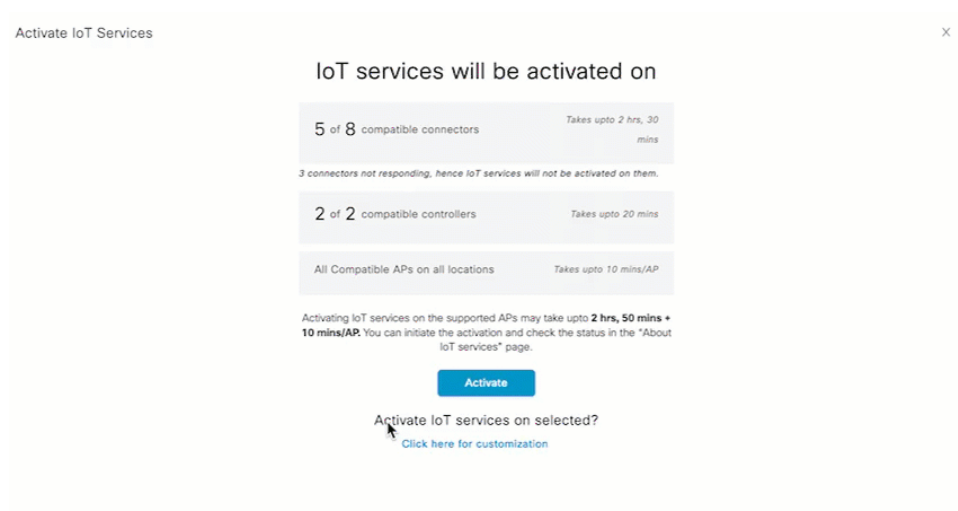 Activate IoT Services
X
IoT services will be activated on
5 of 8 compatible connectors
Takes upto 2 hrs, 30
mins
3 connectors not responding, hence IoT services will not be activated on them.
2 of 2 compatible controllers
Takes upto 20 mins
All Compatible APs on all locations
Takes upto 10 mins/AP
Activating IoT services on the supported APs may take upto 2 hrs, 50 mins +
10 mins/AP. You can initiate the activation and check the status in the "About
IoT services" page.
Activate
Activate IoT services on selected?
Click here for customization